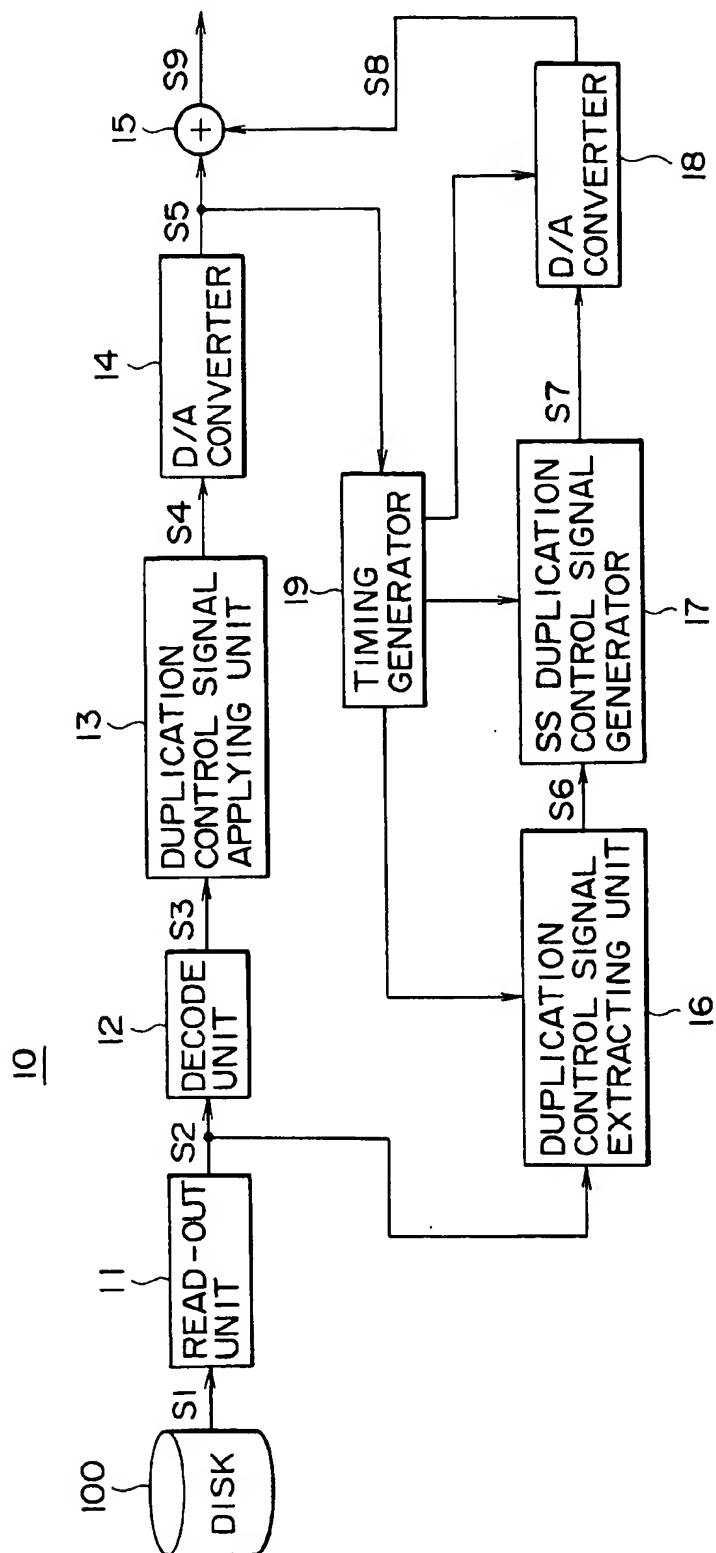 10
100
DISK
S1
11
READ-OUT
UNIT
S2
12
DECODE
UNIT
S3
13
DUPLICATION
CONTROL SIGNAL
APPLYING UNIT
S4
14
D/A
CONVERTER
S5
15
+
S9
S8
19
TIMING
GENERATOR
DUPLICATION
CONTROL SIGNAL
EXTRACTING UNIT
16
S6
SS DUPLICATION
CONTROL SIGNAL
GENERATOR
17
S7
D/A
CONVERTER
18